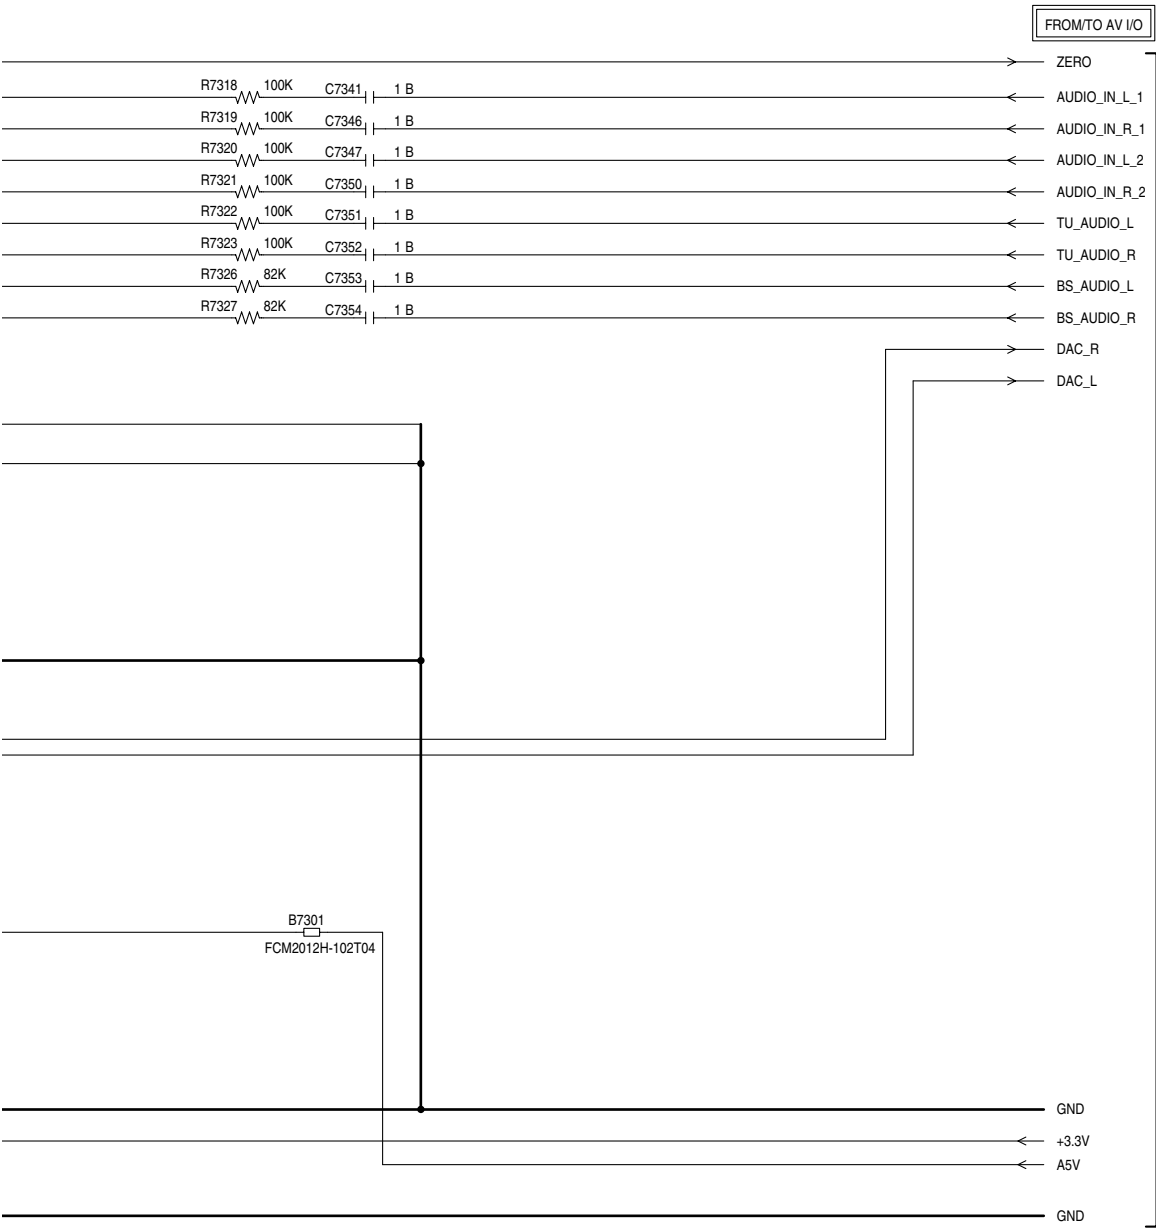 FROM/TO AV I/O
ZERO
R7318 100K C7341 1 B AUDIO_IN_L_1
R7319 100K C7346 1 B AUDIO_IN_R_1
R7320 100K C7347 1 B AUDIO_IN_L_2
R7321 100K C7350 1 B AUDIO_IN_R_2
R7322 100K C7351 1 B TU_AUDIO_L
R7323 100K C7352 1 B TU_AUDIO_R
R7326 82K C7353 1 B BS_AUDIO_L
R7327 82K C7354 1 B BS_AUDIO_R
DAC_R
DAC_L
B7301
FCM2012H-102T04
GND
+3.3V
A5V
GND